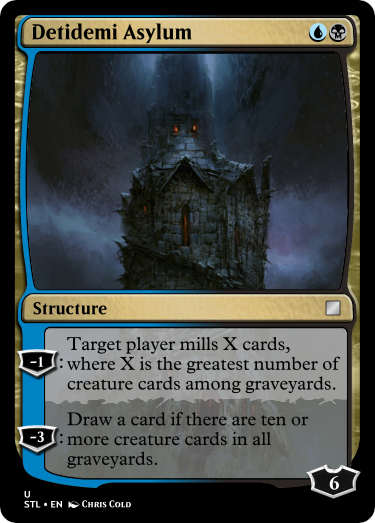 Detidemi Asylum
Structure
-1: Target player mills X cards,
where X is the greatest number of
creature cards among graveyards.
-3: Draw a card if there are ten or
more creature cards in all
graveyards.
6
U
STL • EN Chris Cold